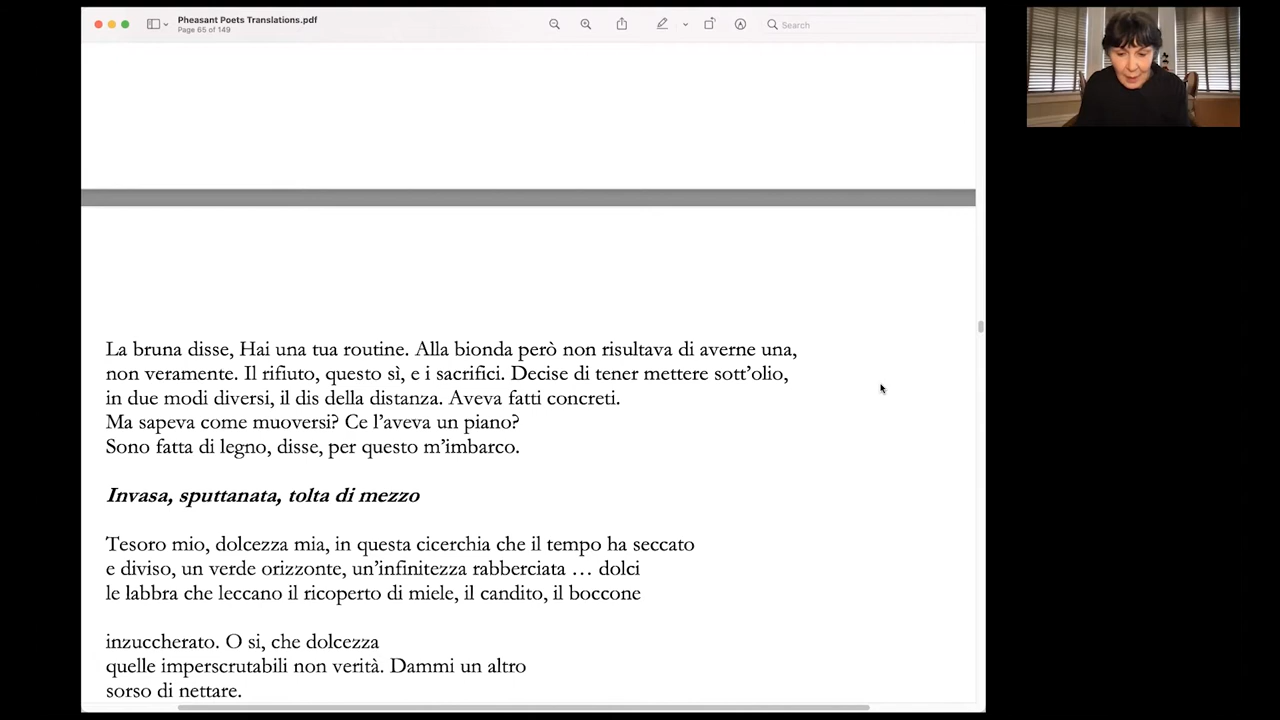 Pheasant Poets Translations.pdf
Page 65 of 149
Search
La bruna disse, Hai una tua routine. Alla bionda però non risultava di averne una,
non veramente. Il rifiuto, questo sì, e i sacrifici. Decise di tener mettere sott’olio,
in due modi diversi, il dis della distanza. Aveva fatti concreti.
Ma sapeva come muoversi? Ce l’aveva un piano?
Sono fatta di legno, disse, per questo m’imbarco.
Invasa, sputtanata, tolta di mezzo
Tesoro mio, dolcezza mia, in questa cicerchia che il tempo ha seccato
e diviso, un verde orizzonte, un’infinitezza rabberciata … dolci
le labbra che leccano il ricoperto di miele, il candito, il boccone
inzuccherato. O si, che dolcezza
quelle imperscrutabili non verità. Dammi un altro
sorso di nettare.